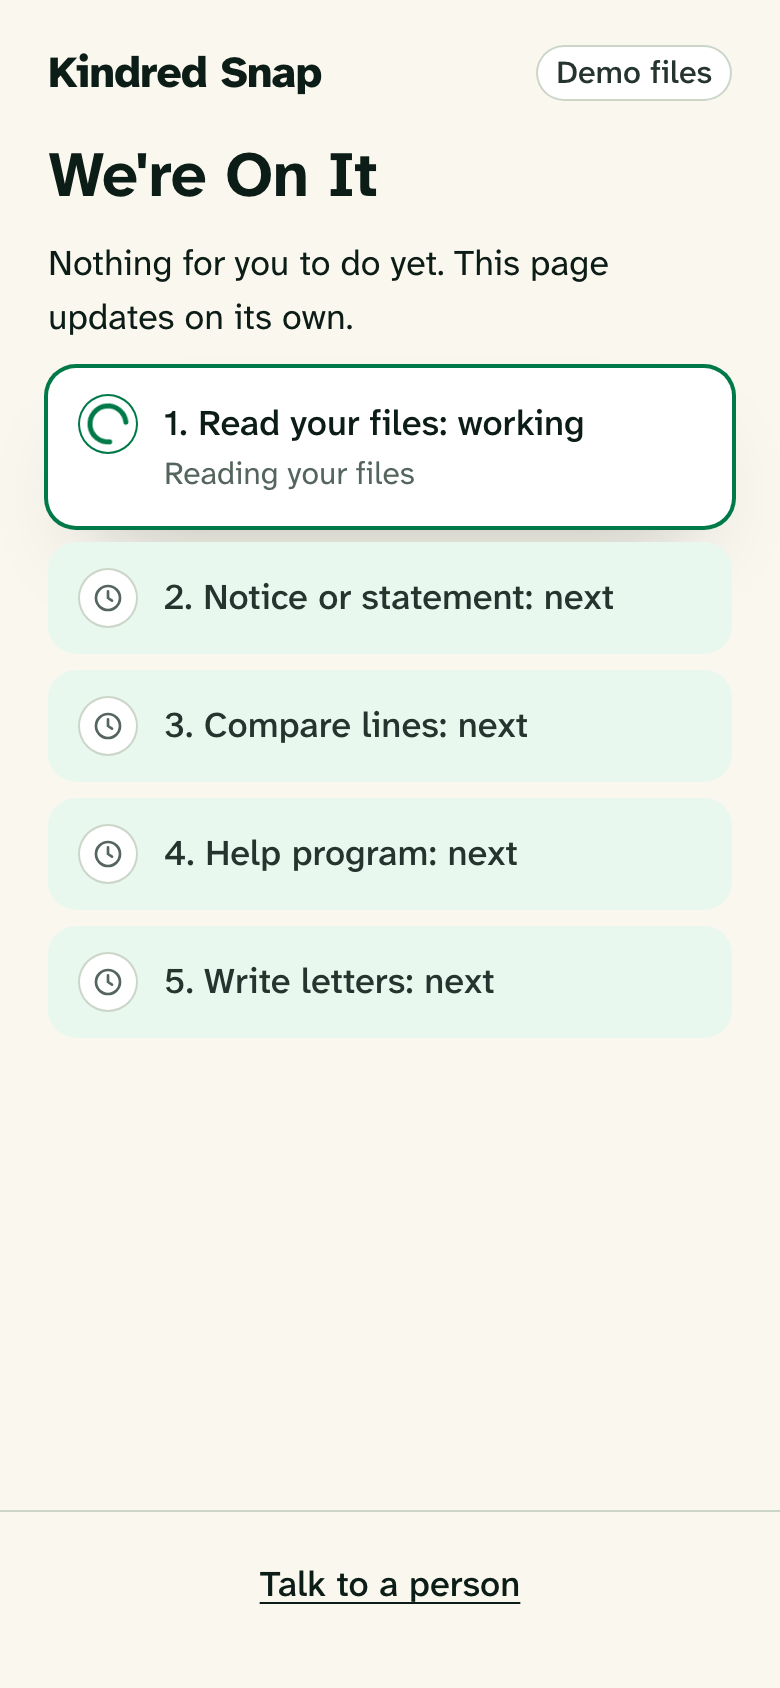 Kindred Snap
Demo files
We're On It
Nothing for you to do yet. This page
updates on its own.
1. Read your files: working
Reading your files
2. Notice or statement: next
3. Compare lines: next
4. Help program: next
5. Write letters: next
Talk to a person